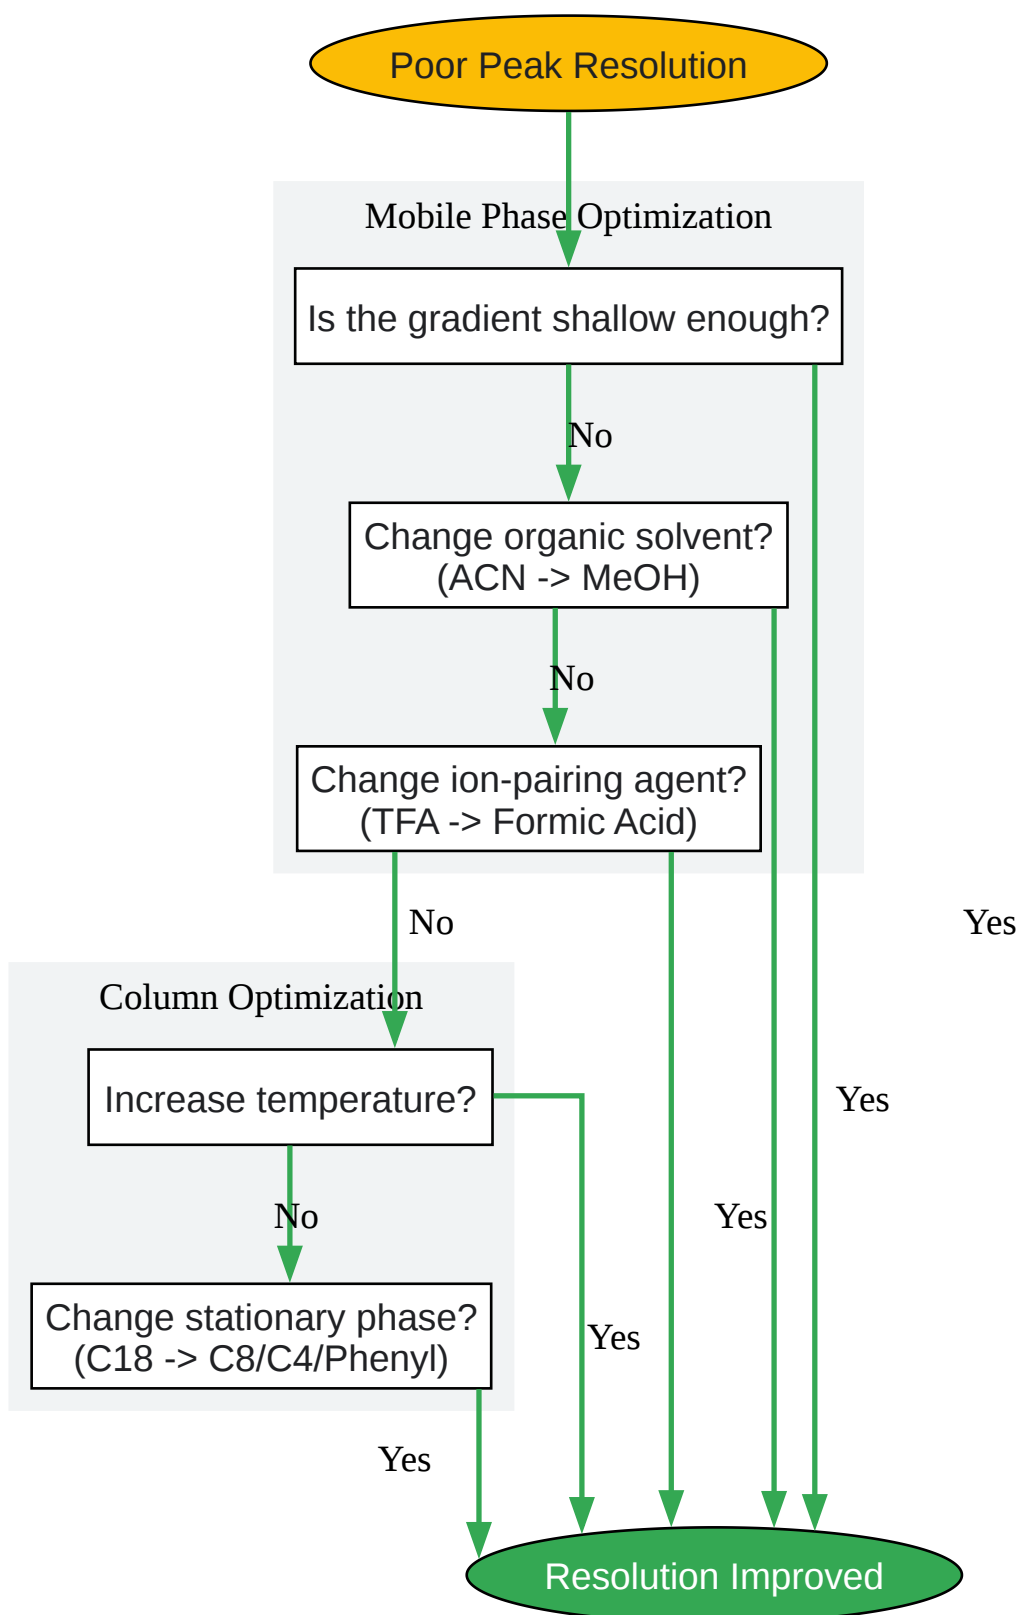 Poor Peak Resolution
Mobile Phase Optimization
Is the gradient shallow enough?
No
Change organic solvent?
(ACN -> MeOH)
No
Change ion-pairing agent?
(TFA -> Formic Acid)
No
Yes
Column Optimization
Increase temperature?
Yes
No
Yes
Change stationary phase?
(C18 -> C8/C4/Phenyl)
Yes
Yes
Resolution Improved